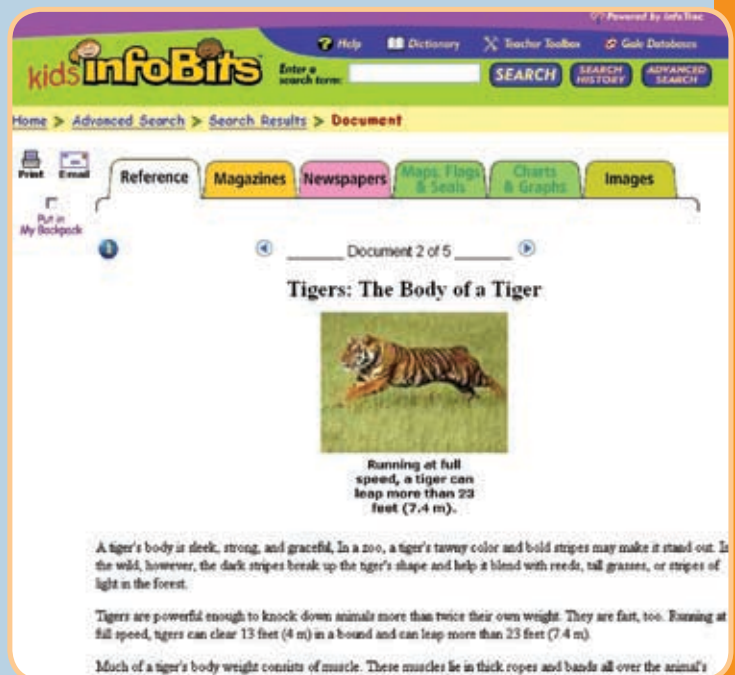 Powered by InfoTrac
kids InfoBits
Help Dictionary Teacher Toolbox Gale Databases
Enter a search term: SEARCH SEARCH HISTORY ADVANCED SEARCH
Home > Advanced Search > Search Results > Document
Print Email
Put in My Backpack
Reference Magazines Newspapers Maps, Flags & Seals Charts & Graphs Images
Document 2 of 5
Tigers: The Body of a Tiger
Running at full
speed, a tiger can
leap more than 23
feet (7.4 m).
A tiger's body is sleek, strong, and graceful, In a zoo, a tiger's tawny color and bold stripes may make it stand out. In
the wild, however, the dark stripes break up the tiger's shape and help it blend with reeds, tall grasses, or stripes of
light in the forest.
Tigers are powerful enough to knock down animals more than twice their own weight. They are fast, too. Running at
full speed, tigers can clear 13 feet (4 m) in a bound and can leap more than 23 feet (7.4 m).
Much of a tiger's body weight consists of muscle. These muscles lie in thick ropes and bands all over the animal's